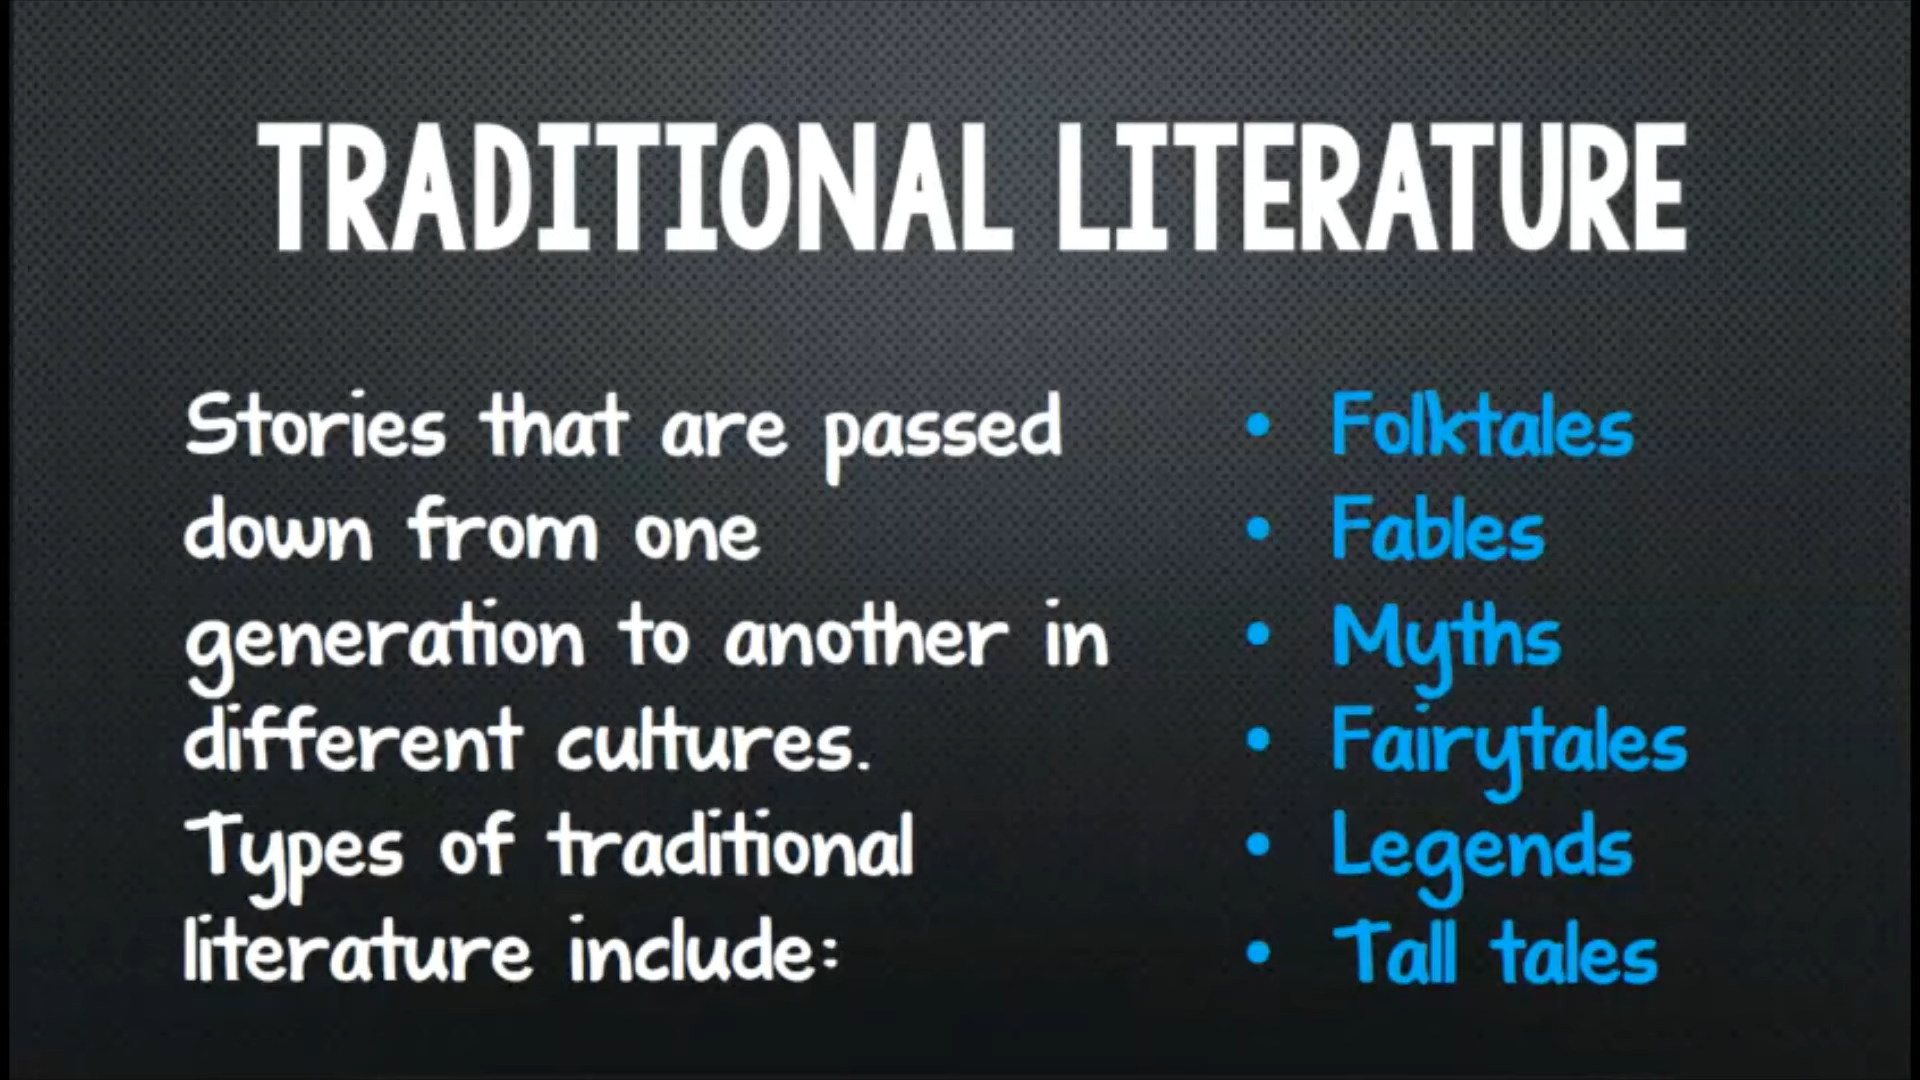 TRADITIONAL LITERATURE
Stories that are passed
down from one
generation to another in
different cultures.
Types of traditional
literature include:
• Folktales
• Fables
• Myths
• Fairytales
• Legends
• Tall tales